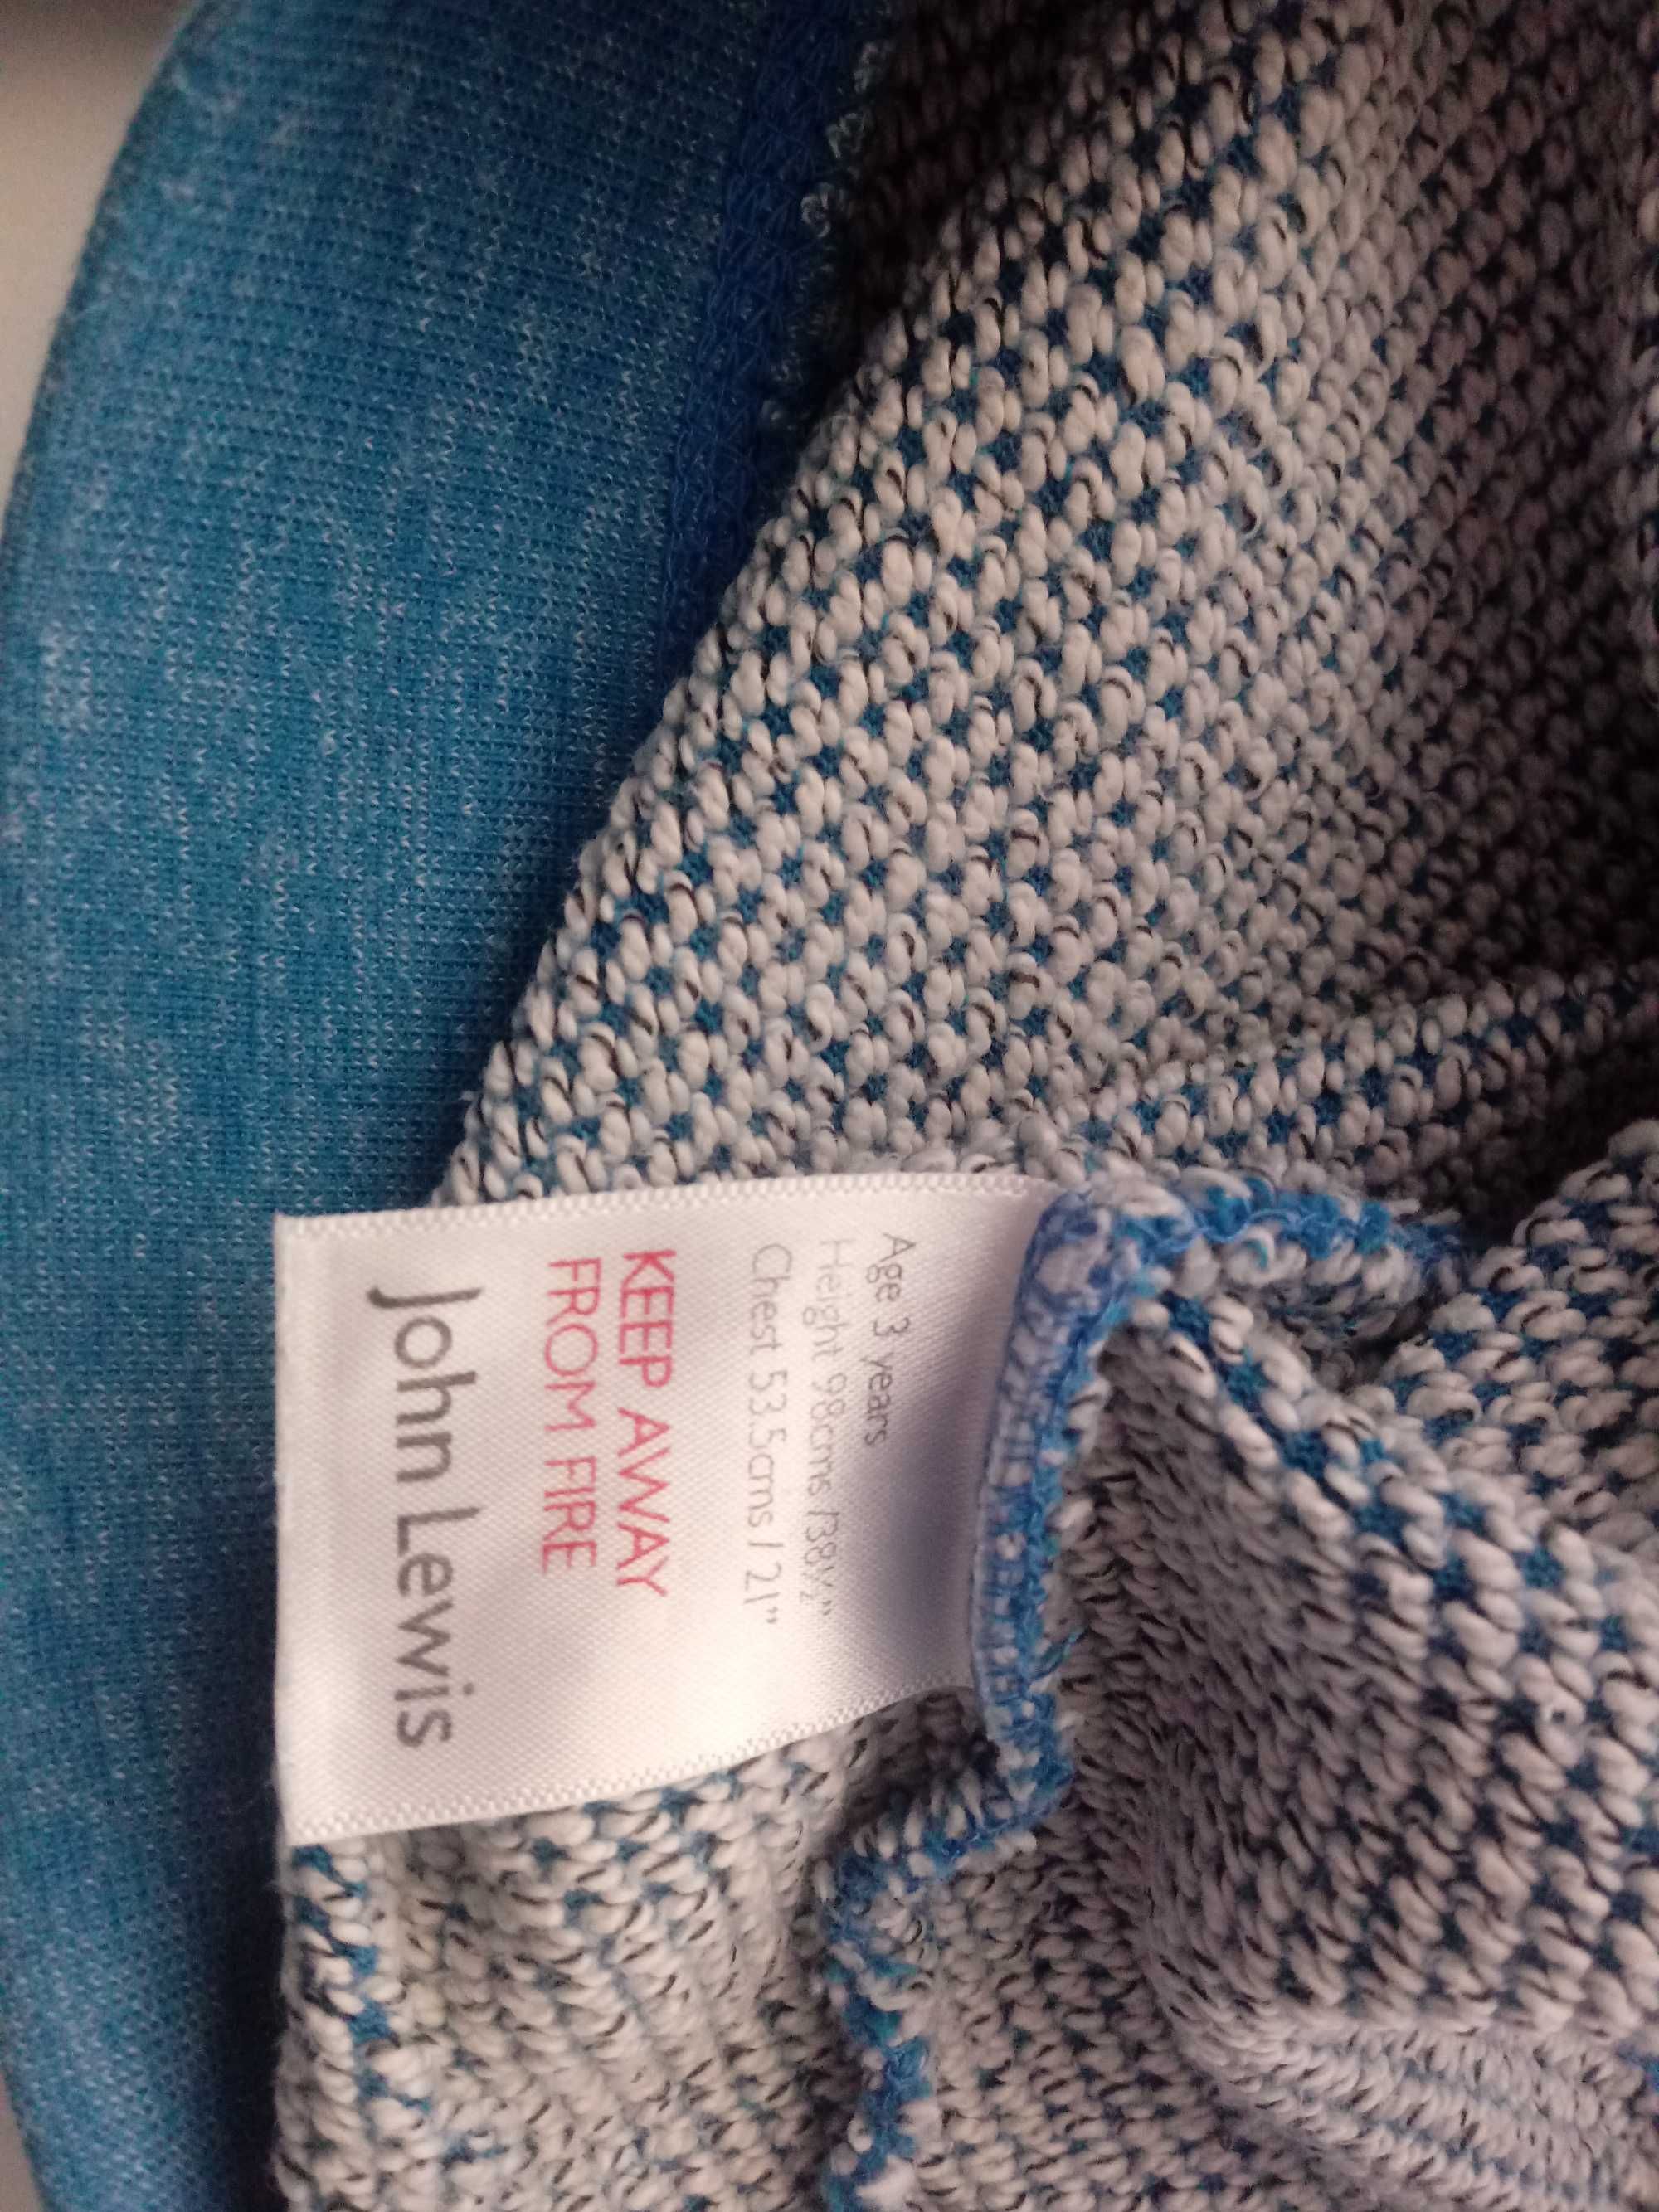 Age 3 years
Height 98cms / 38½"
Chest 53.5cms / 21"
KEEP AWAY
FROM FIRE
John Lewis